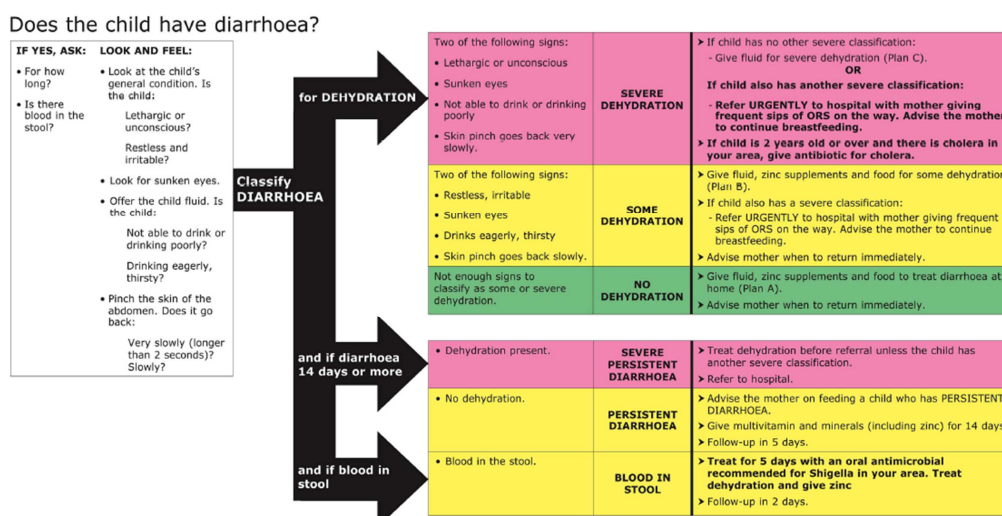 Does the child have diarrhoea?
IF YES, ASK:
• For how
long?
• Is there
blood in the
stool?
LOOK AND FEEL:
• Look at the child's
general condition. Is
the child:
Lethargic or
unconscious?
Restless and
irritable?
• Look for sunken eyes.
• Offer the child fluid. Is
the child:
Not able to drink or
drinking poorly?
Drinking eagerly,
thirsty?
• Pinch the skin of the
abdomen. Does it go
back:
Very slowly (longer
than 2 seconds)?
Slowly?
Classify
DIARRHOEA
for DEHYDRATION
Two of the following signs:
• Lethargic or unconscious
• Sunken eyes
• Not able to drink or drinking
poorly
• Skin pinch goes back very
slowly.
SEVERE
DEHYDRATION
➤ If child has no other severe classification:
- Give fluid for severe dehydration (Plan C).
OR
If child also has another severe classification:
- Refer URGENTLY to hospital with mother giving
frequent sips of ORS on the way. Advise the mother
to continue breastfeeding.
➤ If child is 2 years old or over and there is cholera in
your area, give antibiotic for cholera.
Two of the following signs:
• Restless, irritable
• Sunken eyes
• Drinks eagerly, thirsty
• Skin pinch goes back slowly.
SOME
DEHYDRATION
➤ Give fluid, zinc supplements and food for some dehydration
(Plan B).
➤ If child also has a severe classification:
- Refer URGENTLY to hospital with mother giving frequent
sips of ORS on the way. Advise the mother to continue
breastfeeding.
➤ Advise mother when to return immediately.
Not enough signs to
classify as some or severe
dehydration.
NO
DEHYDRATION
➤ Give fluid, zinc supplements and food to treat diarrhoea at
home (Plan A).
➤ Advise mother when to return immediately.
and if diarrhoea
14 days or more
• Dehydration present.
SEVERE
PERSISTENT
DIARRHOEA
➤ Treat dehydration before referral unless the child has
another severe classification.
➤ Refer to hospital.
• No dehydration.
PERSISTENT
DIARRHOEA
➤ Advise the mother on feeding a child who has PERSISTENT
DIARRHOEA.
➤ Give multivitamin and minerals (including zinc) for 14 days
➤ Follow-up in 5 days.
and if blood in
stool
• Blood in the stool.
BLOOD IN
STOOL
➤ Treat for 5 days with an oral antimicrobial
recommended for Shigella in your area. Treat
dehydration and give zinc
➤ Follow-up in 2 days.